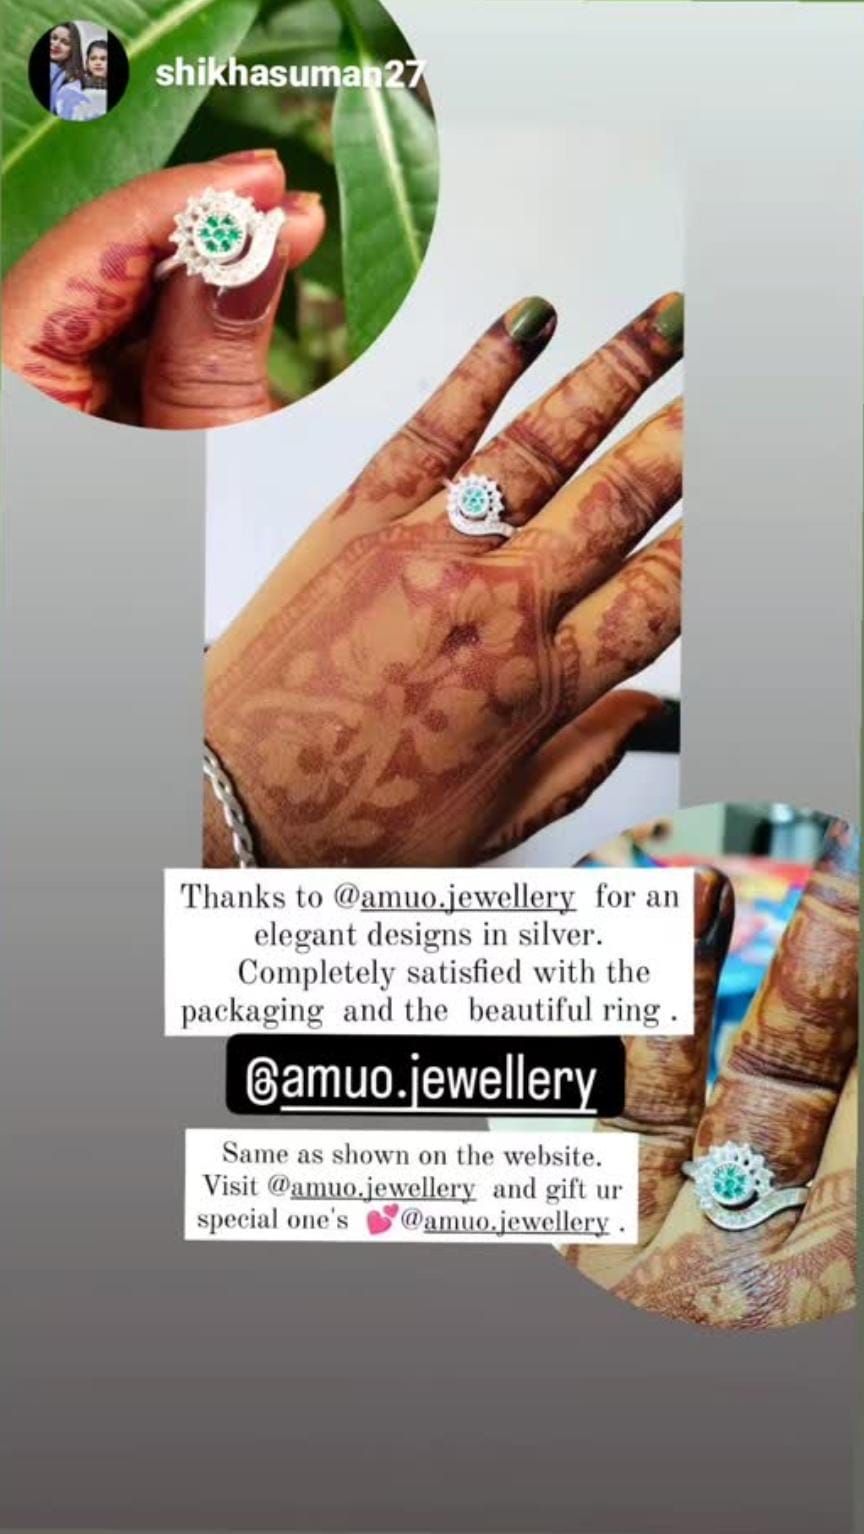 shikhasuman27
Thanks to @amuo.jewellery for an
elegant designs in silver.
Completely satisfied with the
packaging and the beautiful ring .
@amuo.jewellery
Same as shown on the website.
Visit @amuo.jewellery and gift ur
special one's 💕@amuo.jewellery .